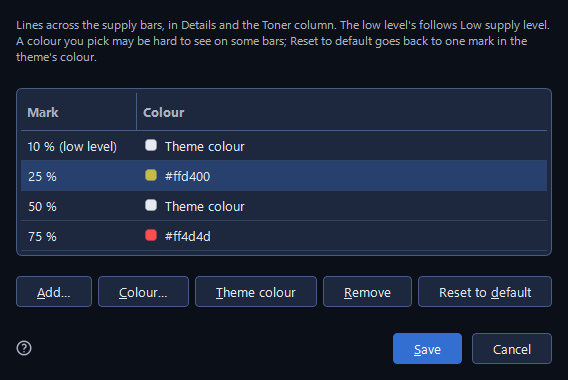 Lines across the supply bars, in Details and the Toner column. The low level's follows Low supply level.
A colour you pick may be hard to see on some bars; Reset to default goes back to one mark in the
theme's colour.
Mark Colour
10 % (low level) Theme colour
25 % #ffd400
50 % Theme colour
75 % #ff4d4d
Add... Colour... Theme colour Remove Reset to default
? Save Cancel